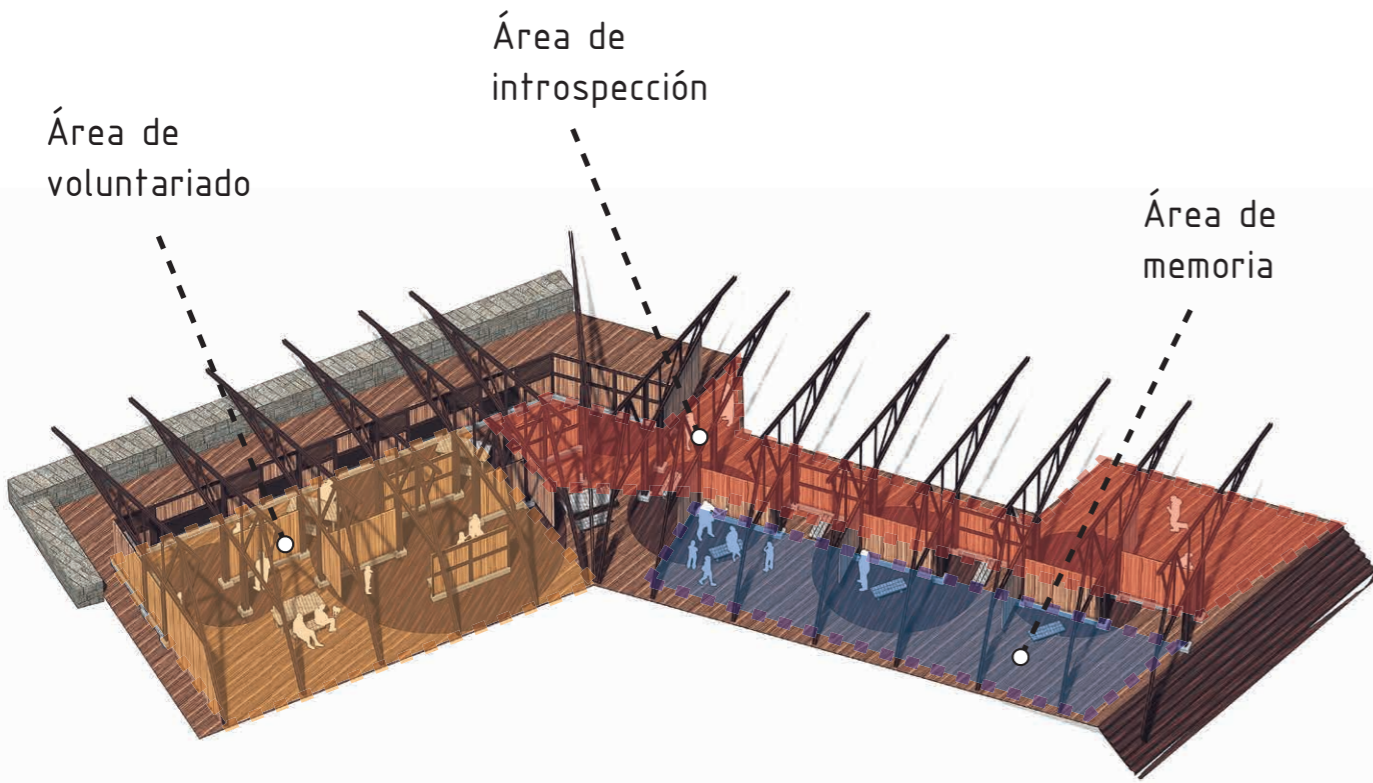 Área de
introspección
Área de
voluntariado
Área de
memoria